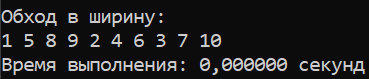 Обход в ширину:
1 5 8 9 2 4 6 3 7 10
Время выполнения: 0,000000 секунд